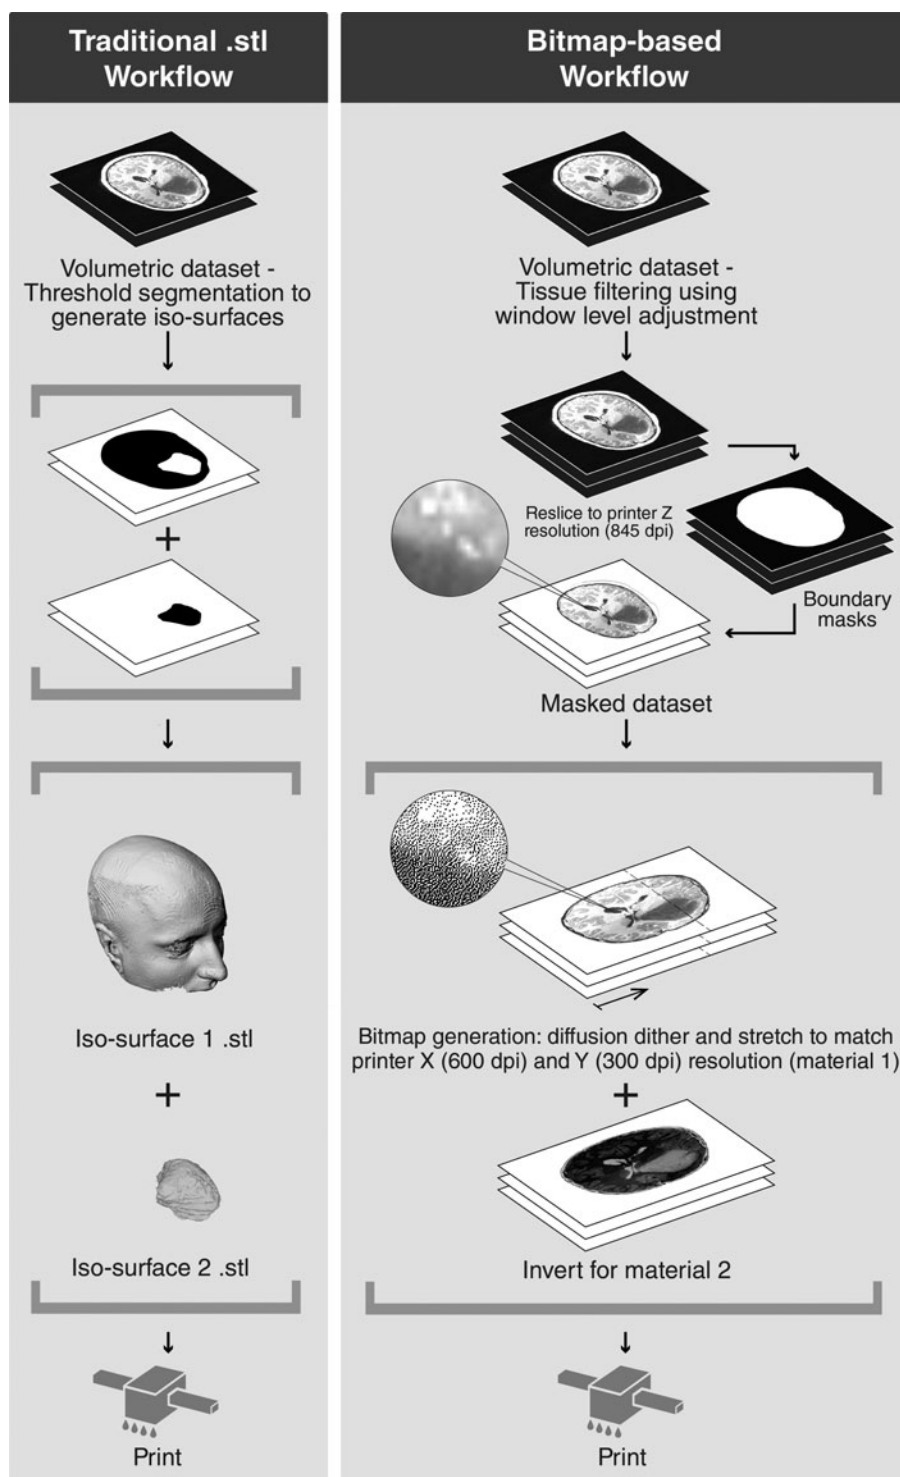 Traditional .stl
Workflow
Volumetric dataset -
Threshold segmentation to
generate iso-surfaces
+
Iso-surface 1 .stl
+
Iso-surface 2 .stl
Print
Bitmap-based
Workflow
Volumetric dataset -
Tissue filtering using
window level adjustment
Reslice to printer Z
resolution (845 dpi)
Boundary
masks
Masked dataset
Bitmap generation: diffusion dither and stretch to match
printer X (600 dpi) and Y (300 dpi) resolution (material 1)
+
Invert for material 2
Print